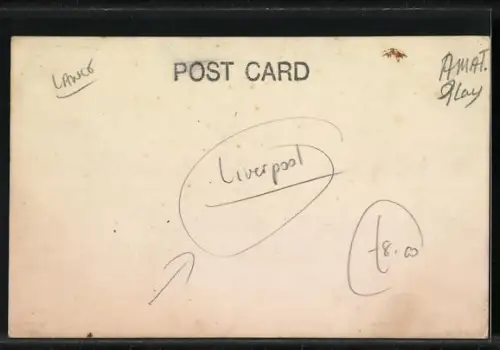 LANCS
POST CARD
AMAT.
Play
Liverpool
£8.00